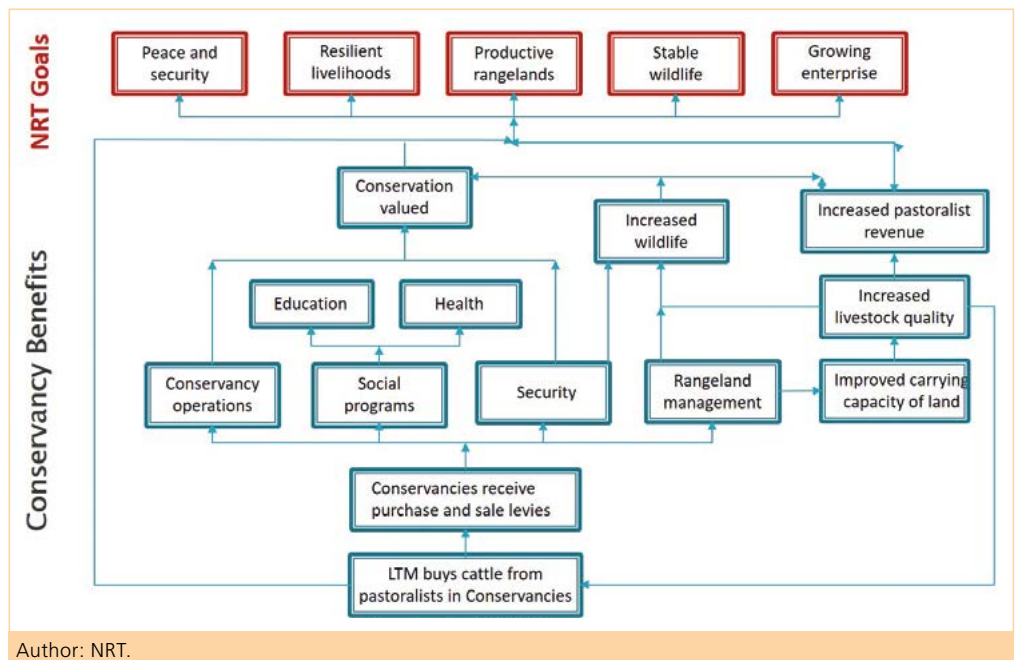 NRT Goals
Peace and
security
Resilient
livelihoods
Productive
rangelands
Stable
wildlife
Growing
enterprise
Conservancy Benefits
Conservation
valued
Increased
wildlife
Increased pastoralist
revenue
Education
Health
Increased
livestock quality
Conservancy
operations
Social
programs
Security
Rangeland
management
Improved carrying
capacity of land
Conservancies receive
purchase and sale levies
LTM buys cattle from
pastoralists in Conservancies
Author: NRT.